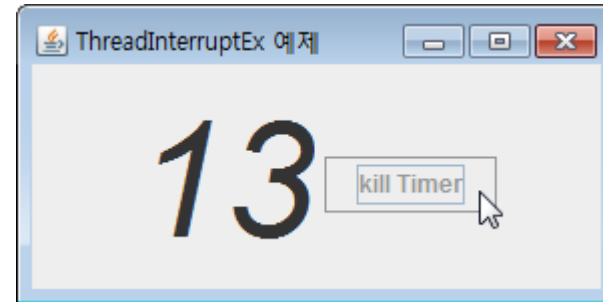 ThreadInterruptEx 예제
13
kill Timer